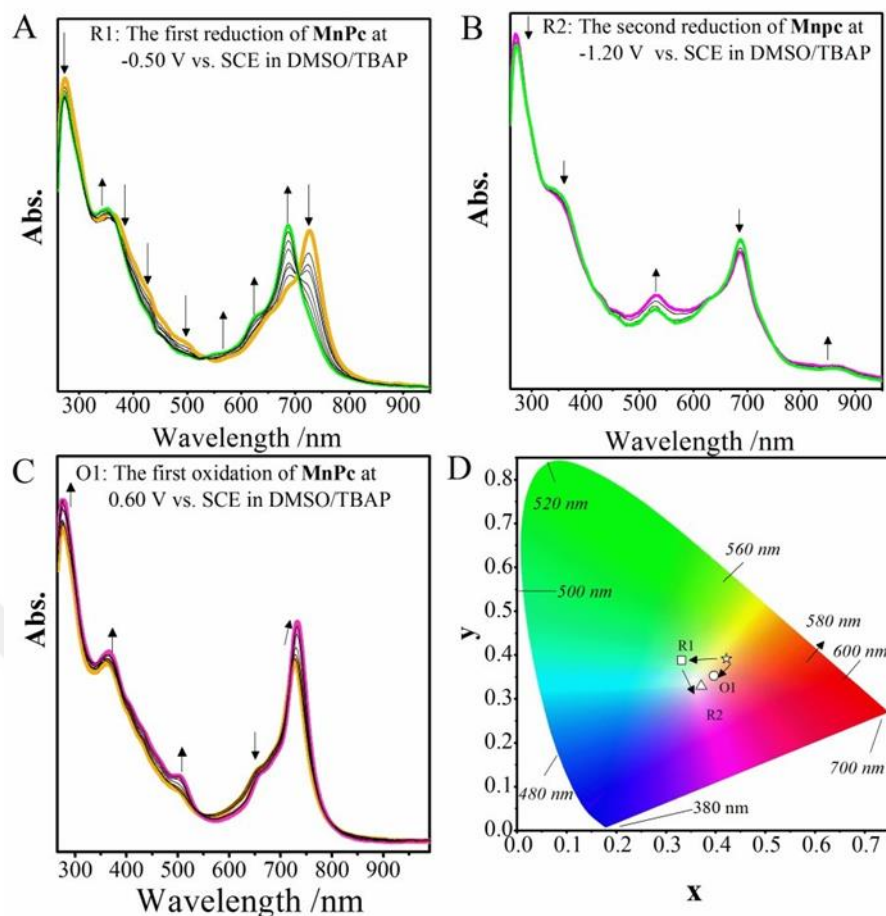 A
R1: The first reduction of MnPc at
-0.50 V vs. SCE in DMSO/TBAP
Abs.
300 400 500 600 700 800 900
Wavelength /nm
B
R2: The second reduction of Mnpc at
-1.20 V vs. SCE in DMSO/TBAP
Abs.
300 400 500 600 700 800 900
Wavelength /nm
C
O1: The first oxidation of MnPc at
0.60 V vs. SCE in DMSO/TBAP
Abs.
300 400 500 600 700 800 900
Wavelength /nm
D
0.8
0.7
0.6
0.5
0.4
0.3
0.2
0.1
0.0
y
520 nm
560 nm
500 nm
580 nm
600 nm
R1
O1
R2
700 nm
480 nm
380 nm
0.0 0.1 0.2 0.3 0.4 0.5 0.6 0.7
x